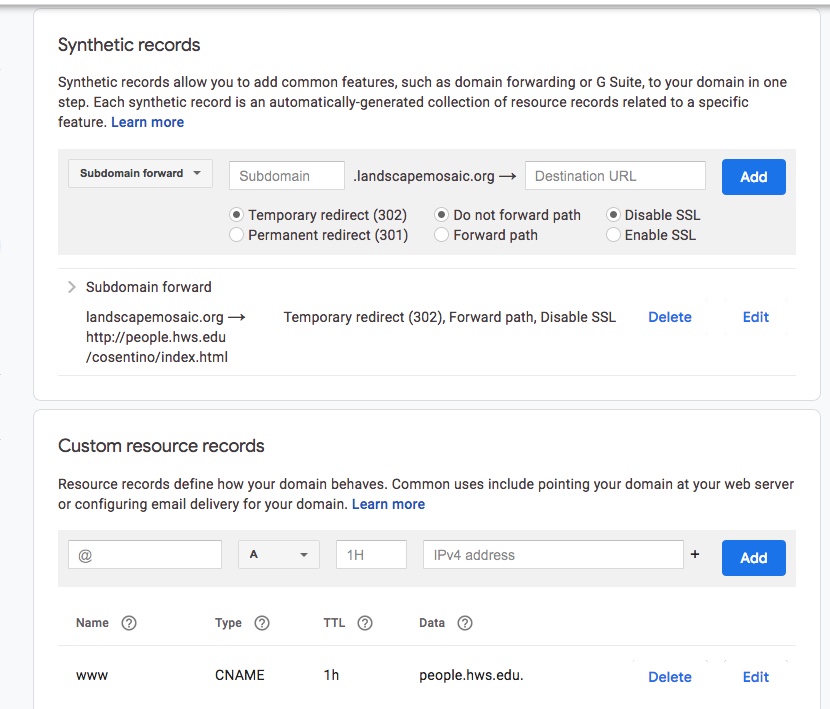 Synthetic records
Synthetic records allow you to add common features, such as domain forwarding or G Suite, to your domain in one
step. Each synthetic record is an automatically-generated collection of resource records related to a specific
feature. Learn more
Subdomain forward Subdomain .landscapemosaic.org → Destination URL Add
Temporary redirect (302) Do not forward path Disable SSL
Permanent redirect (301) Forward path Enable SSL
Subdomain forward
landscapemosaic.org → Temporary redirect (302), Forward path, Disable SSL Delete Edit
http://people.hws.edu
/cosentino/index.html
Custom resource records
Resource records define how your domain behaves. Common uses include pointing your domain at your web server
or configuring email delivery for your domain. Learn more
@ A 1H IPv4 address + Add
Name ? Type ? TTL ? Data ?
www CNAME 1h people.hws.edu. Delete Edit